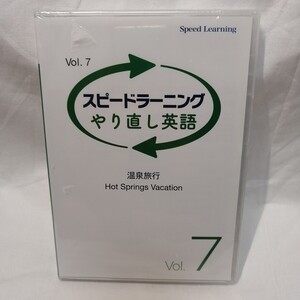 Speed Learning
Vol. 7
スピードラーニング
やり直し英語
温泉旅行
Hot Springs Vacation
Vol. 7